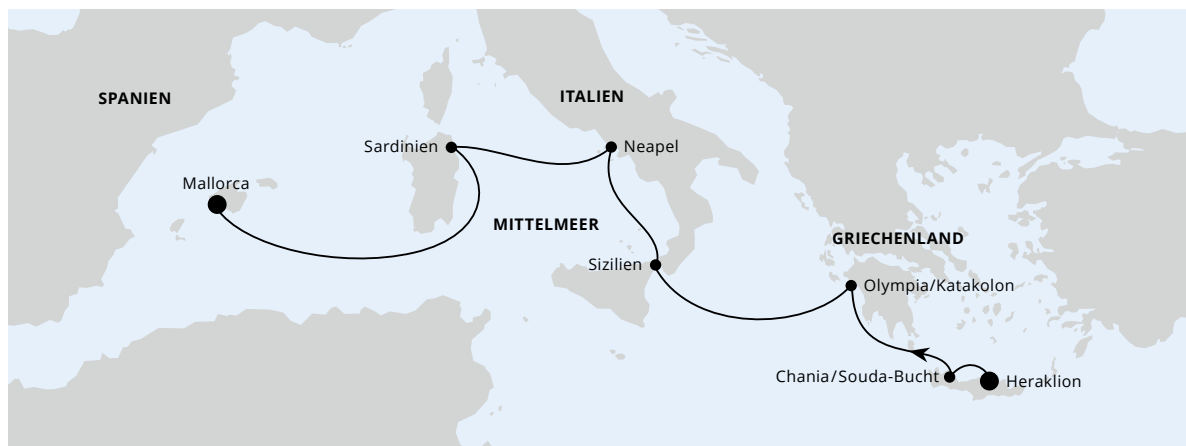 SPANIEN
ITALIEN
Sardinien
Neapel
Mallorca
MITTELMEER
GRIECHENLAND
Sizilien
Olympia/Katakolon
Chania/Souda-Bucht
Heraklion